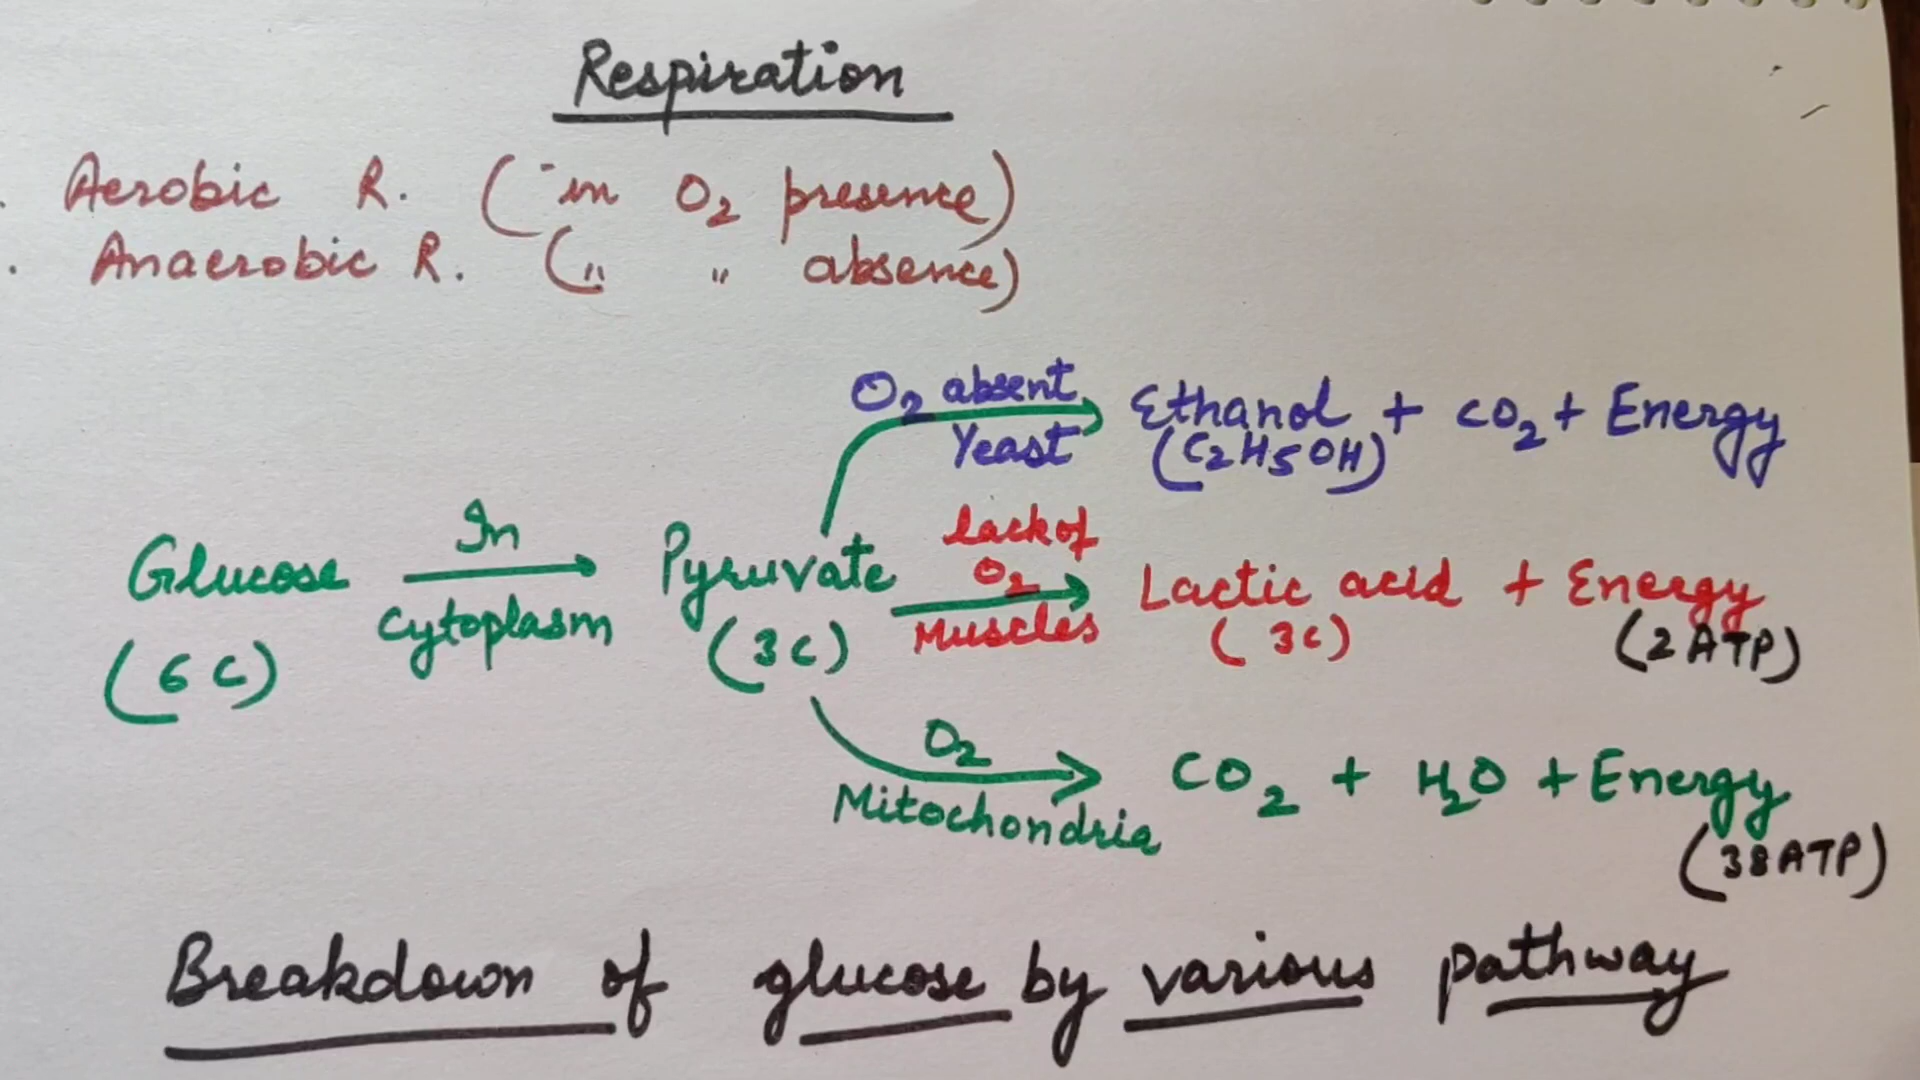 Respiration
. Aerobic R. (in O2 presence)
. Anaerobic R. (" " absence)
O2 absent
Yeast
Ethanol + CO2 + Energy
(C2H5OH)
Glucose
(6C)
In
cytoplasm
Pyruvate
(3C)
lack of
O2
Muscles
Lactic acid + Energy
(3C)
(2 ATP)
O2
Mitochondria
CO2 + H2O + Energy
(38ATP)
Breakdown of glucose by various pathway